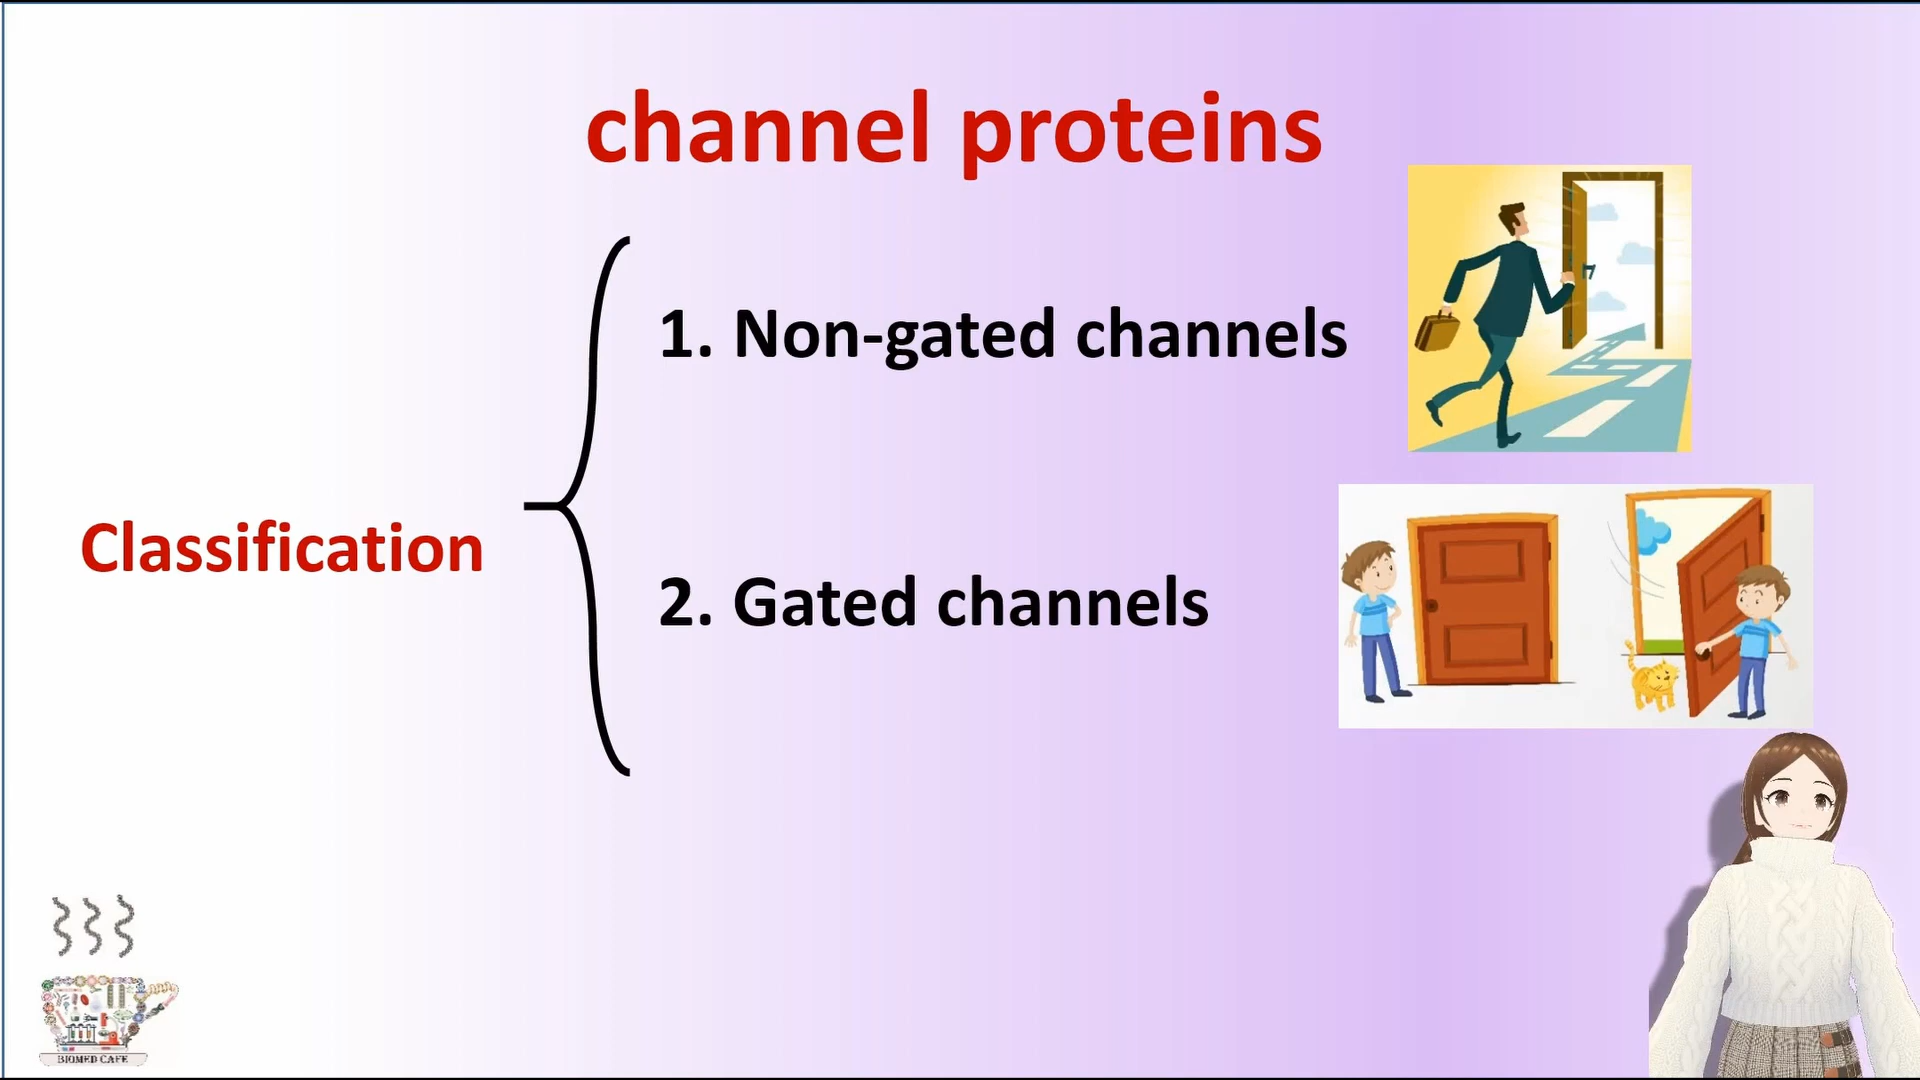 channel proteins
1. Non-gated channels
Classification
2. Gated channels
BIOMED CAFE